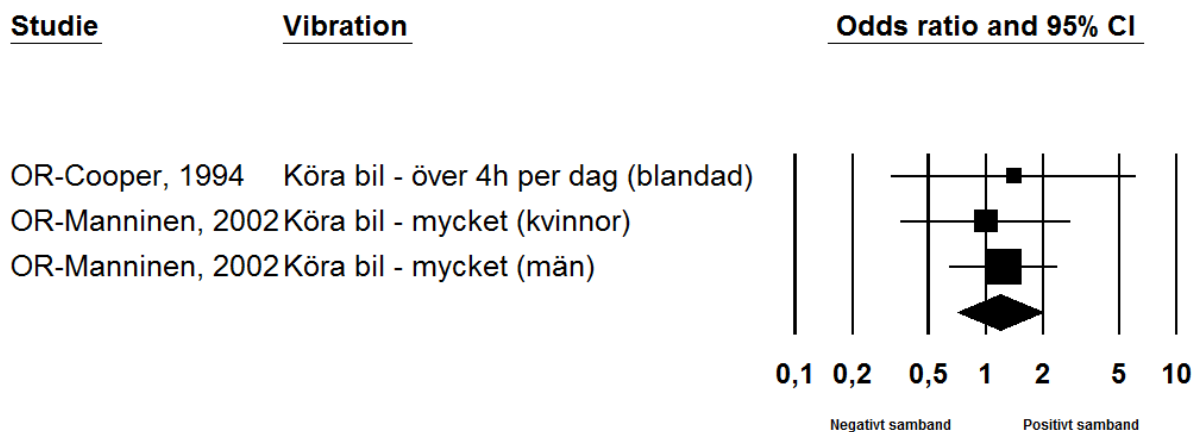 Studie Vibration Odds ratio and 95% CI
OR-Cooper, 1994 Köra bil - över 4h per dag (blandad)
OR-Manninen, 2002 Köra bil - mycket (kvinnor)
OR-Manninen, 2002 Köra bil - mycket (män)
0,1 0,2 0,5 1 2 5 10
Negativt samband Positivt samband